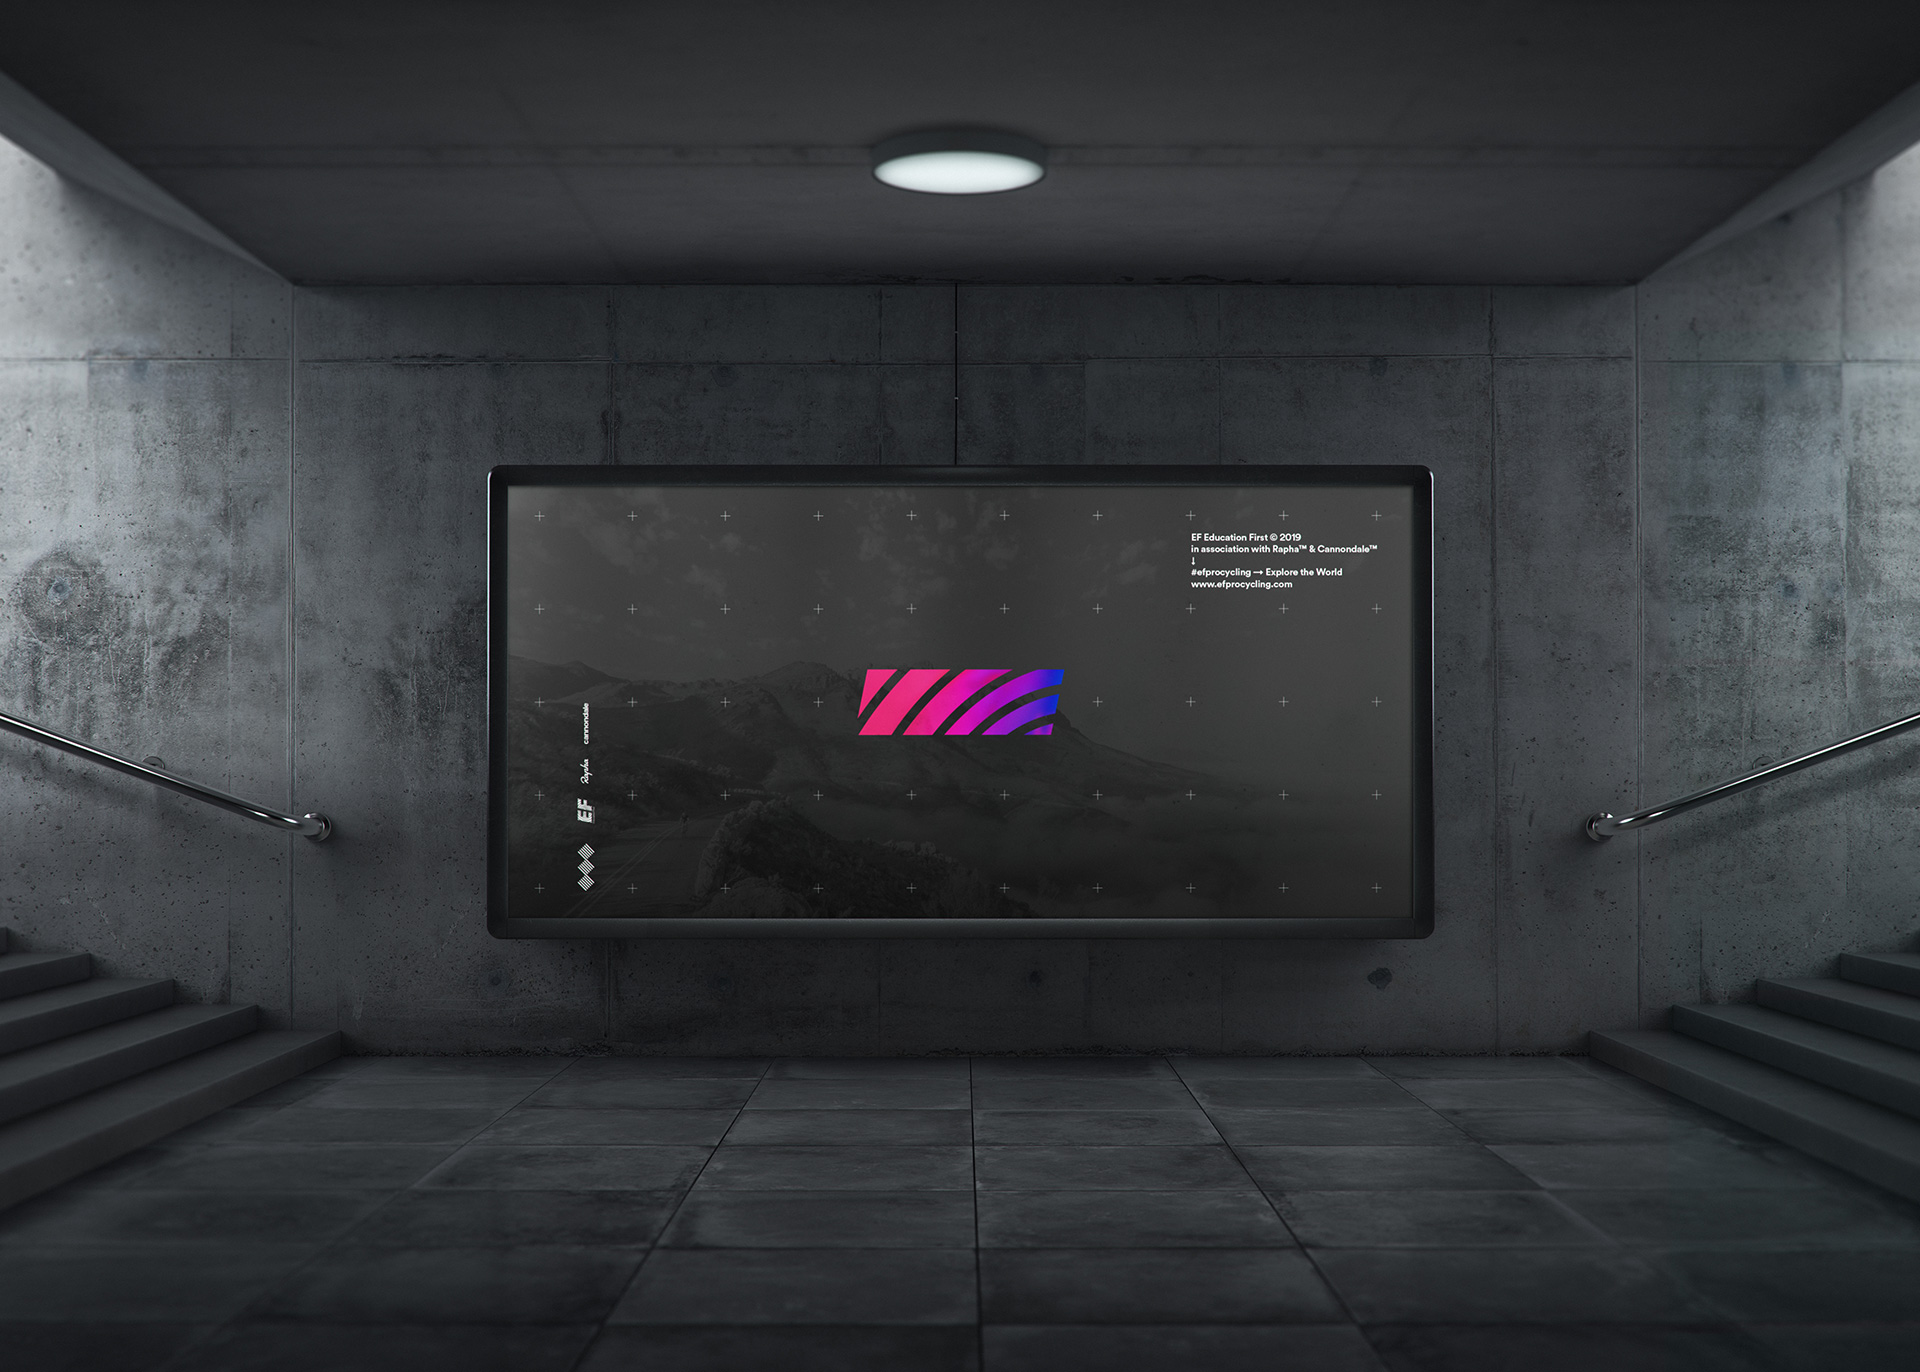 EF Education First © 2019
in association with Rapha™ & Cannondale™
↓
#efprocycling → Explore the World
www.efprocycling.com
EF Rapha cannondale